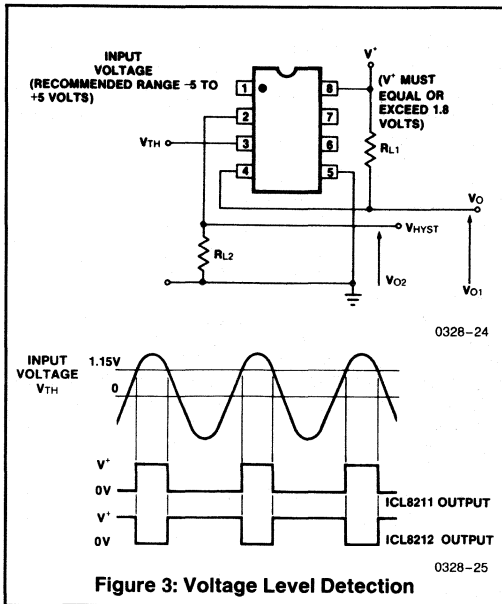 INPUT
VOLTAGE
(RECOMMENDED RANGE -5 TO
+5 VOLTS)
V+
(V+ MUST
EQUAL OR
EXCEED 1.8
VOLTS)
1
8
2
7
VTH
3
6
4
5
RL1
VO
VHYST
RL2
VO2
VO1
0328-24
INPUT
VOLTAGE
VTH
1.15V
0
V+
0V
ICL8211 OUTPUT
V+
0V
ICL8212 OUTPUT
0328-25
Figure 3: Voltage Level Detection